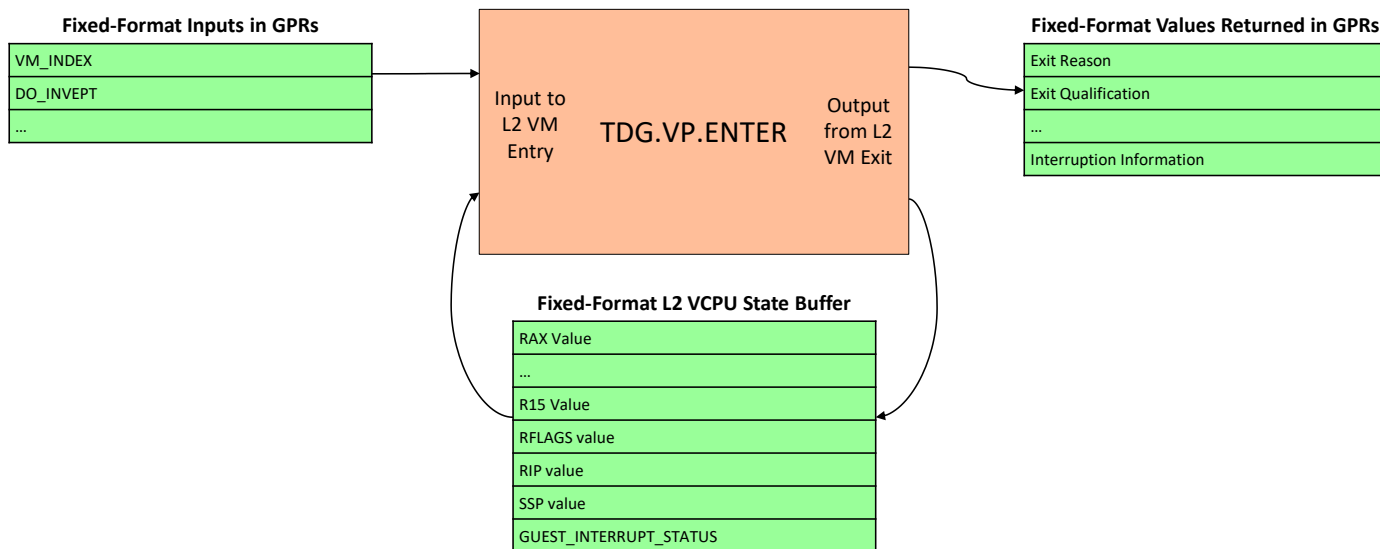 Fixed-Format Inputs in GPRs
VM_INDEX
DO_INVEPT
…
Input to
L2 VM
Entry
TDG.VP.ENTER
Output
from L2
VM Exit
Fixed-Format Values Returned in GPRs
Exit Reason
Exit Qualification
…
Interruption Information
Fixed-Format L2 VCPU State Buffer
RAX Value
…
R15 Value
RFLAGS value
RIP value
SSP value
GUEST_INTERRUPT_STATUS